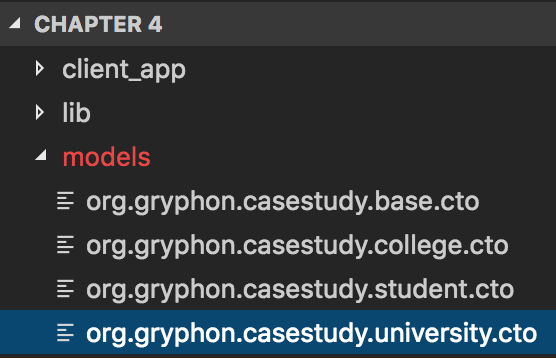 CHAPTER 4
client_app
lib
models
org.gryphon.casestudy.base.cto
org.gryphon.casestudy.college.cto
org.gryphon.casestudy.student.cto
org.gryphon.casestudy.university.cto